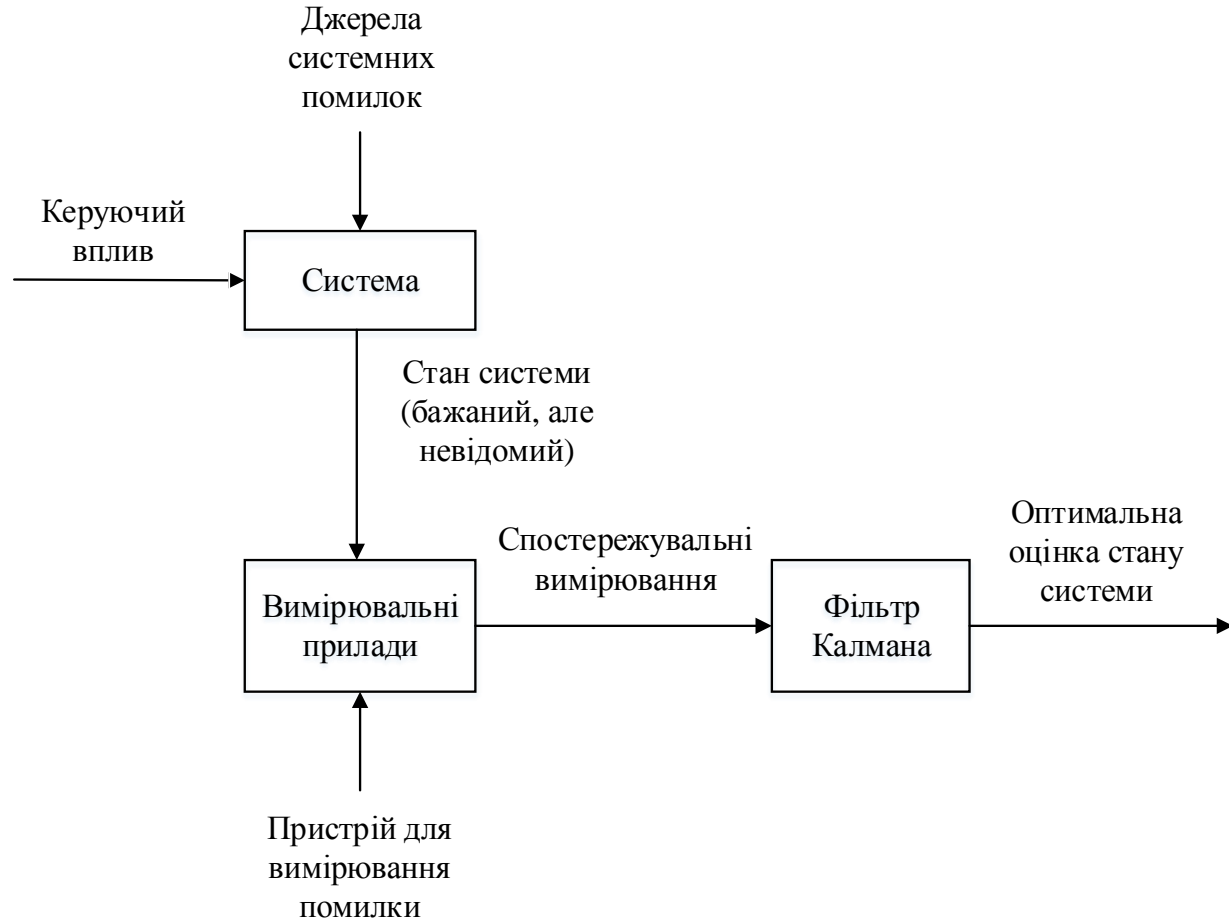 Джерела
системних
помилок
Керуючий
вплив
Система
Стан системи
(бажаний, але
невідомий)
Спостережувальні
вимірювання
Оптимальна
оцінка стану
системи
Вимірювальні
прилади
Фільтр
Калмана
Пристрій для
вимірювання
помилки